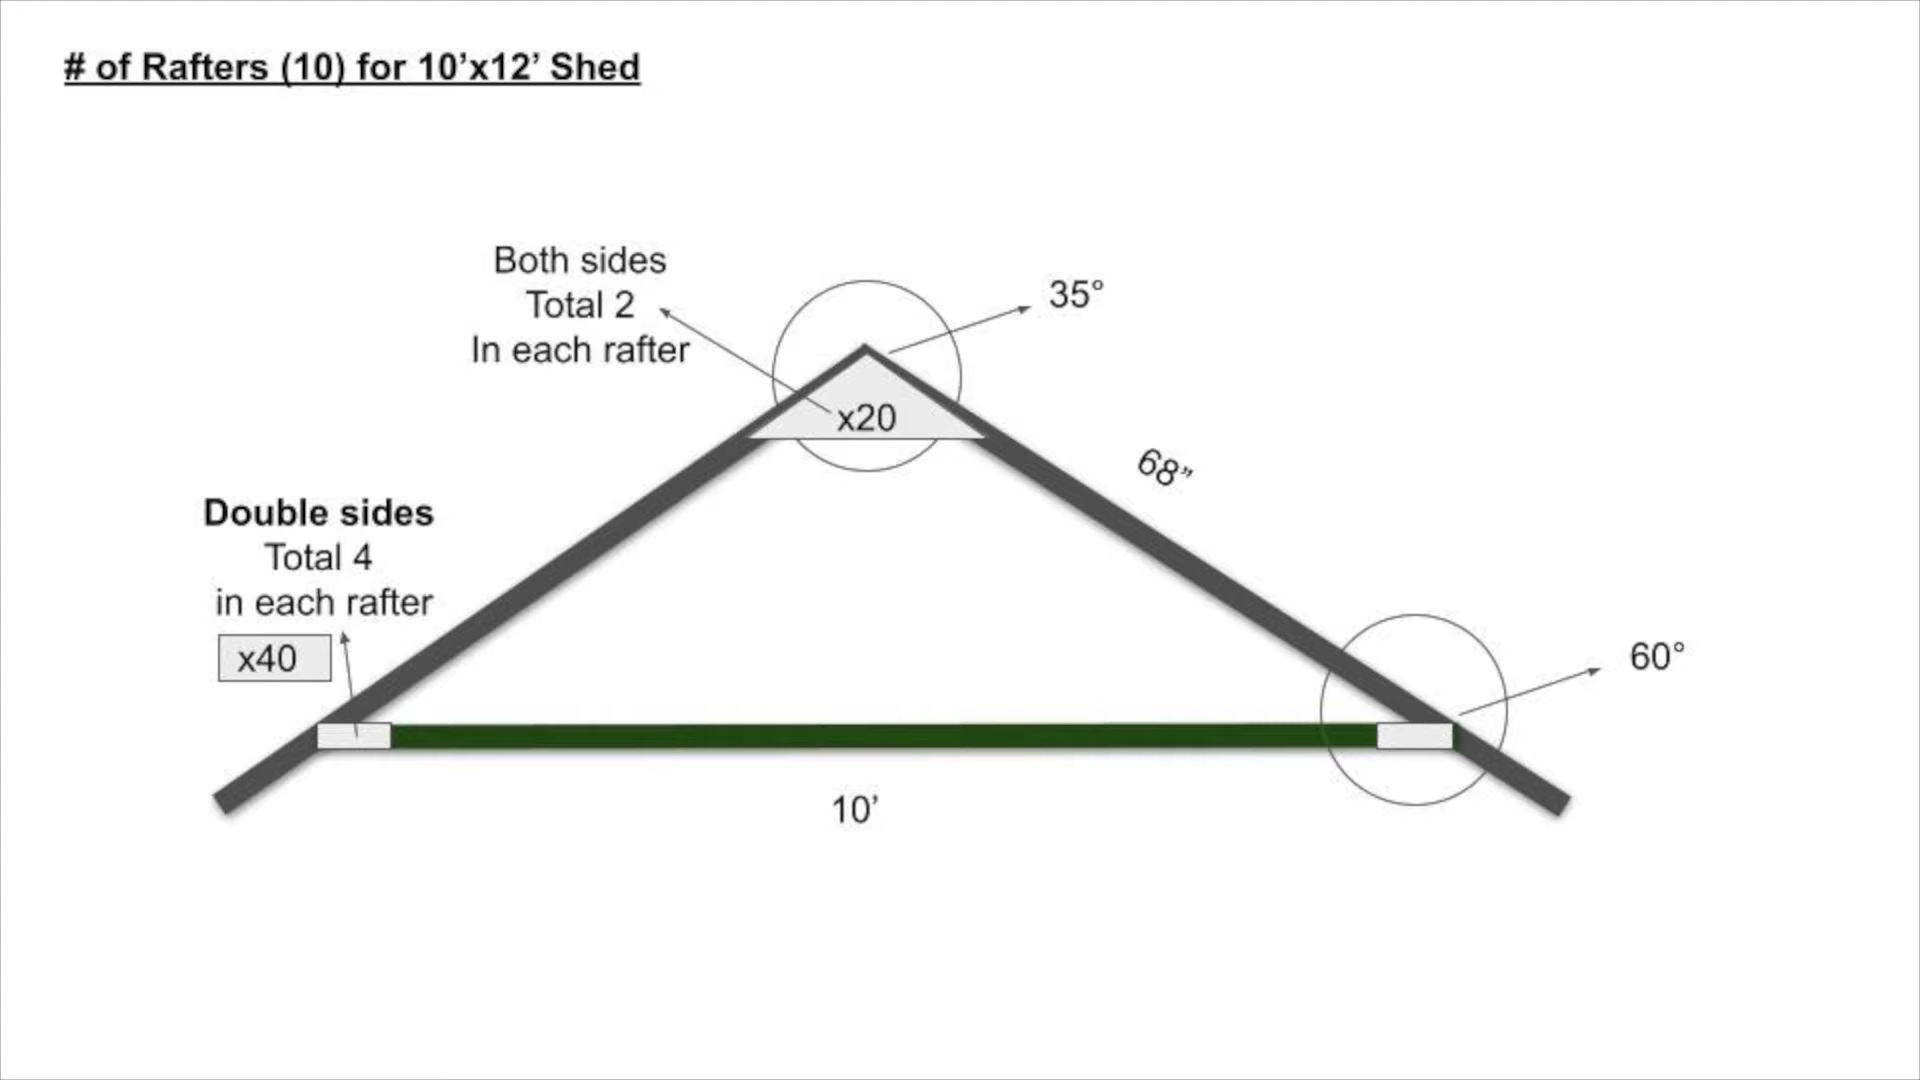 # of Rafters (10) for 10’x12’ Shed
Both sides
Total 2
In each rafter
35°
x20
68”
Double sides
Total 4
in each rafter
x40
60°
10’